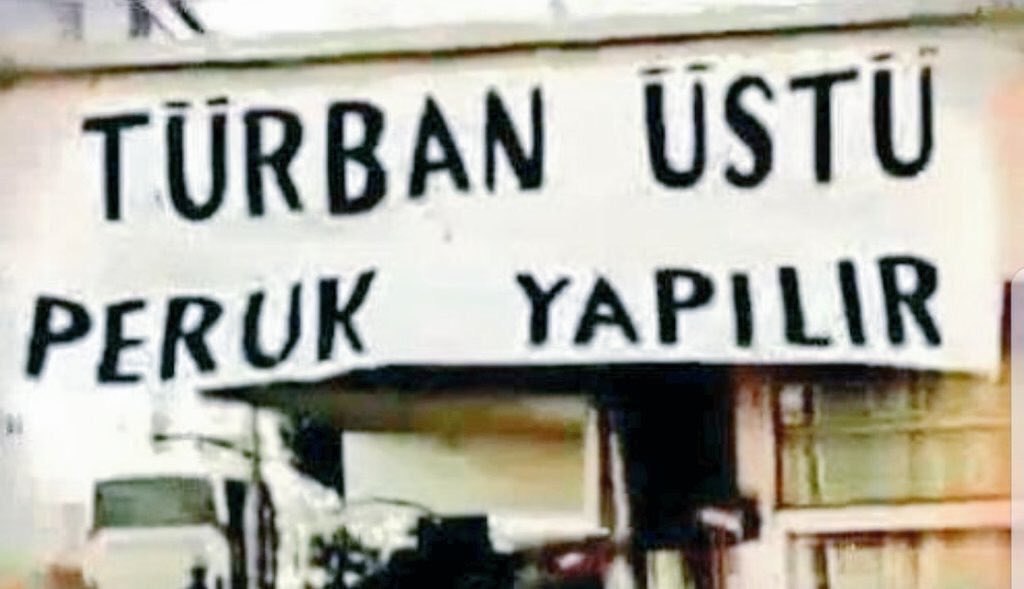 TÜRBAN ÜSTÜ
PERUK YAPILIR